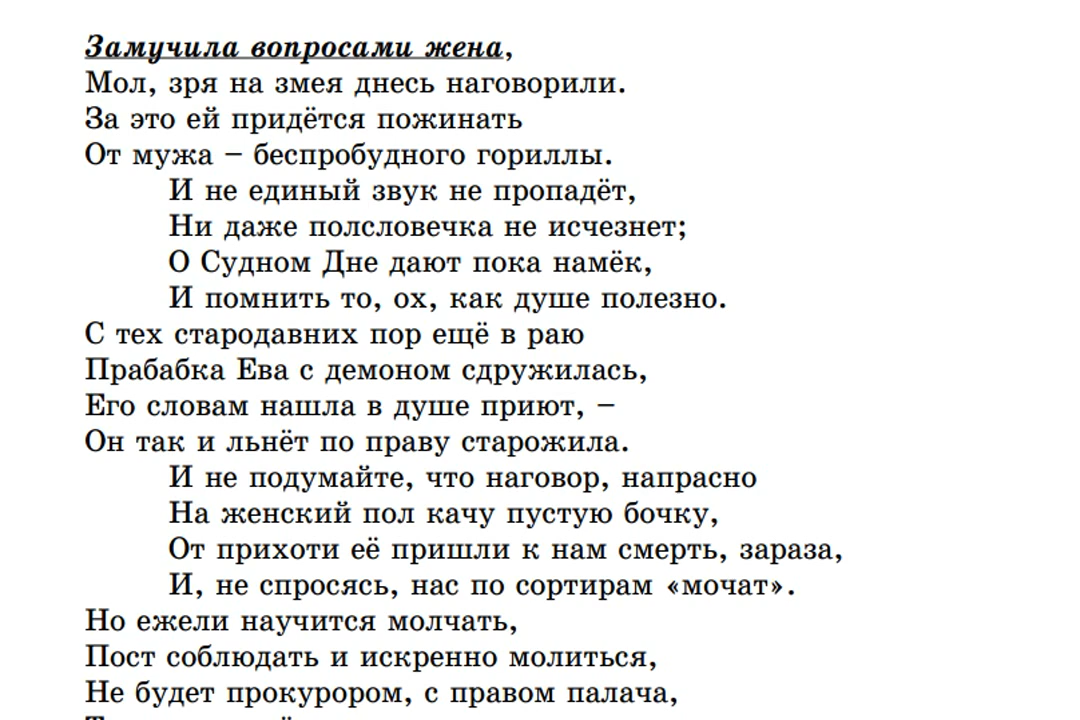 Замучила вопросами жена,
Мол, зря на змея днесь наговорили.
За это ей придётся пожинать
От мужа – беспробудного гориллы.
И не единый звук не пропадёт,
Ни даже полсловечка не исчезнет;
О Судном Дне дают пока намёк,
И помнить то, ох, как душе полезно.
С тех стародавних пор ещё в раю
Прабабка Ева с демоном сдружилась,
Его словам нашла в душе приют, –
Он так и льнёт по праву старожила.
И не подумайте, что наговор, напрасно
На женский пол качу пустую бочку,
От прихоти её пришли к нам смерть, зараза,
И, не спросясь, нас по сортирам «мочат».
Но ежели научится молчать,
Пост соблюдать и искренно молиться,
Не будет прокурором, с правом палача,